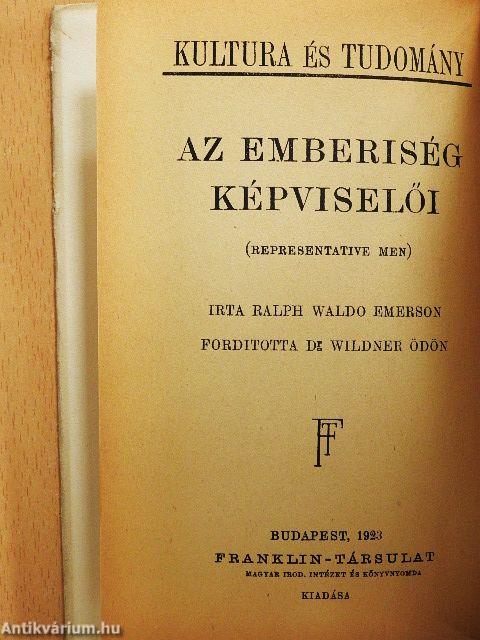 KULTURA ÉS TUDOMÁNY
AZ EMBERISÉG
KÉPVISELŐI
(REPRESENTATIVE MEN)
IRTA RALPH WALDO EMERSON
FORDITOTTA DR WILDNER ÖDÖN
FT
BUDAPEST, 1923
FRANKLIN-TÁRSULAT
MAGYAR IROD. INTÉZET ÉS KÖNYVNYOMDA
KIADÁSA
Antikvárium.hu